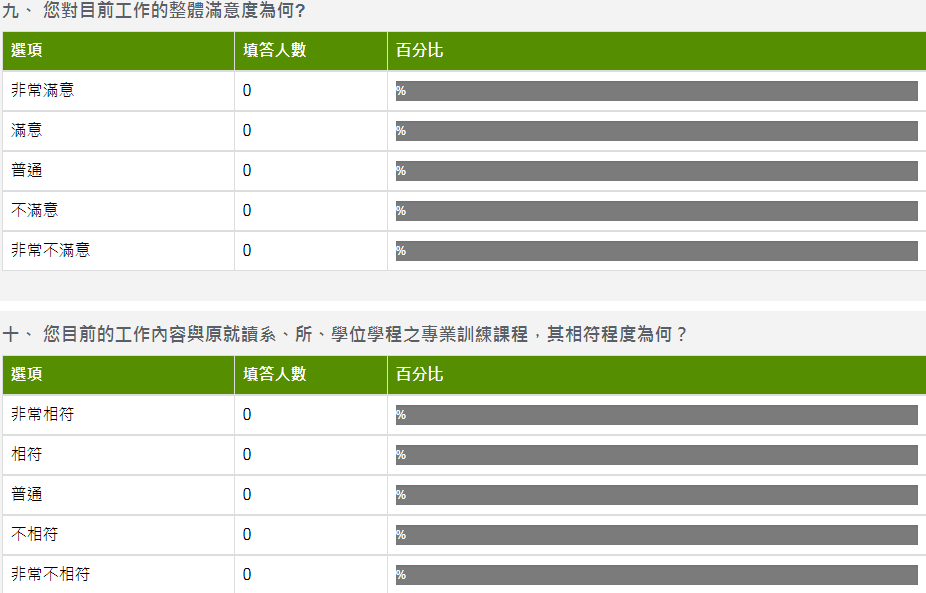 九、 您對目前工作的整體滿意度為何?
選項 填答人數 百分比
非常滿意 0 %
滿意 0 %
普通 0 %
不滿意 0 %
非常不滿意 0 %
十、 您目前的工作內容與原就讀系、所、學位學程之專業訓練課程，其相符程度為何？
選項 填答人數 百分比
非常相符 0 %
相符 0 %
普通 0 %
不相符 0 %
非常不相符 0 %